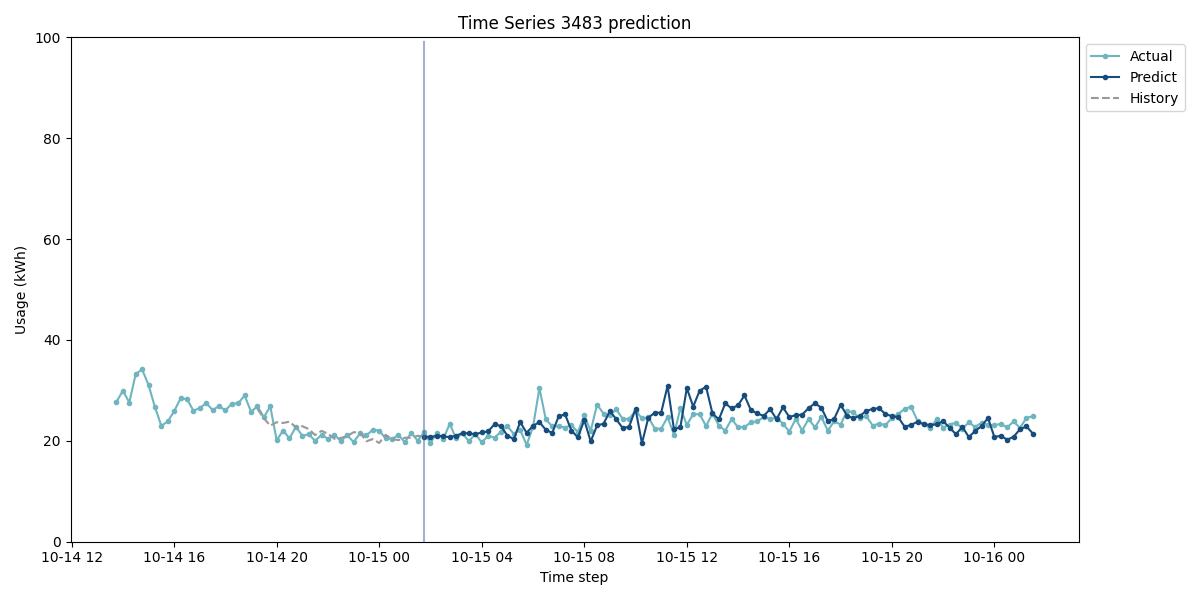 Time Series 3483 prediction
100
80
60
40
20
0
Usage (kWh)
10-14 12
10-14 16
10-14 20
10-15 00
10-15 04
10-15 08
10-15 12
10-15 16
10-15 20
10-16 00
Time step
Actual
Predict
History